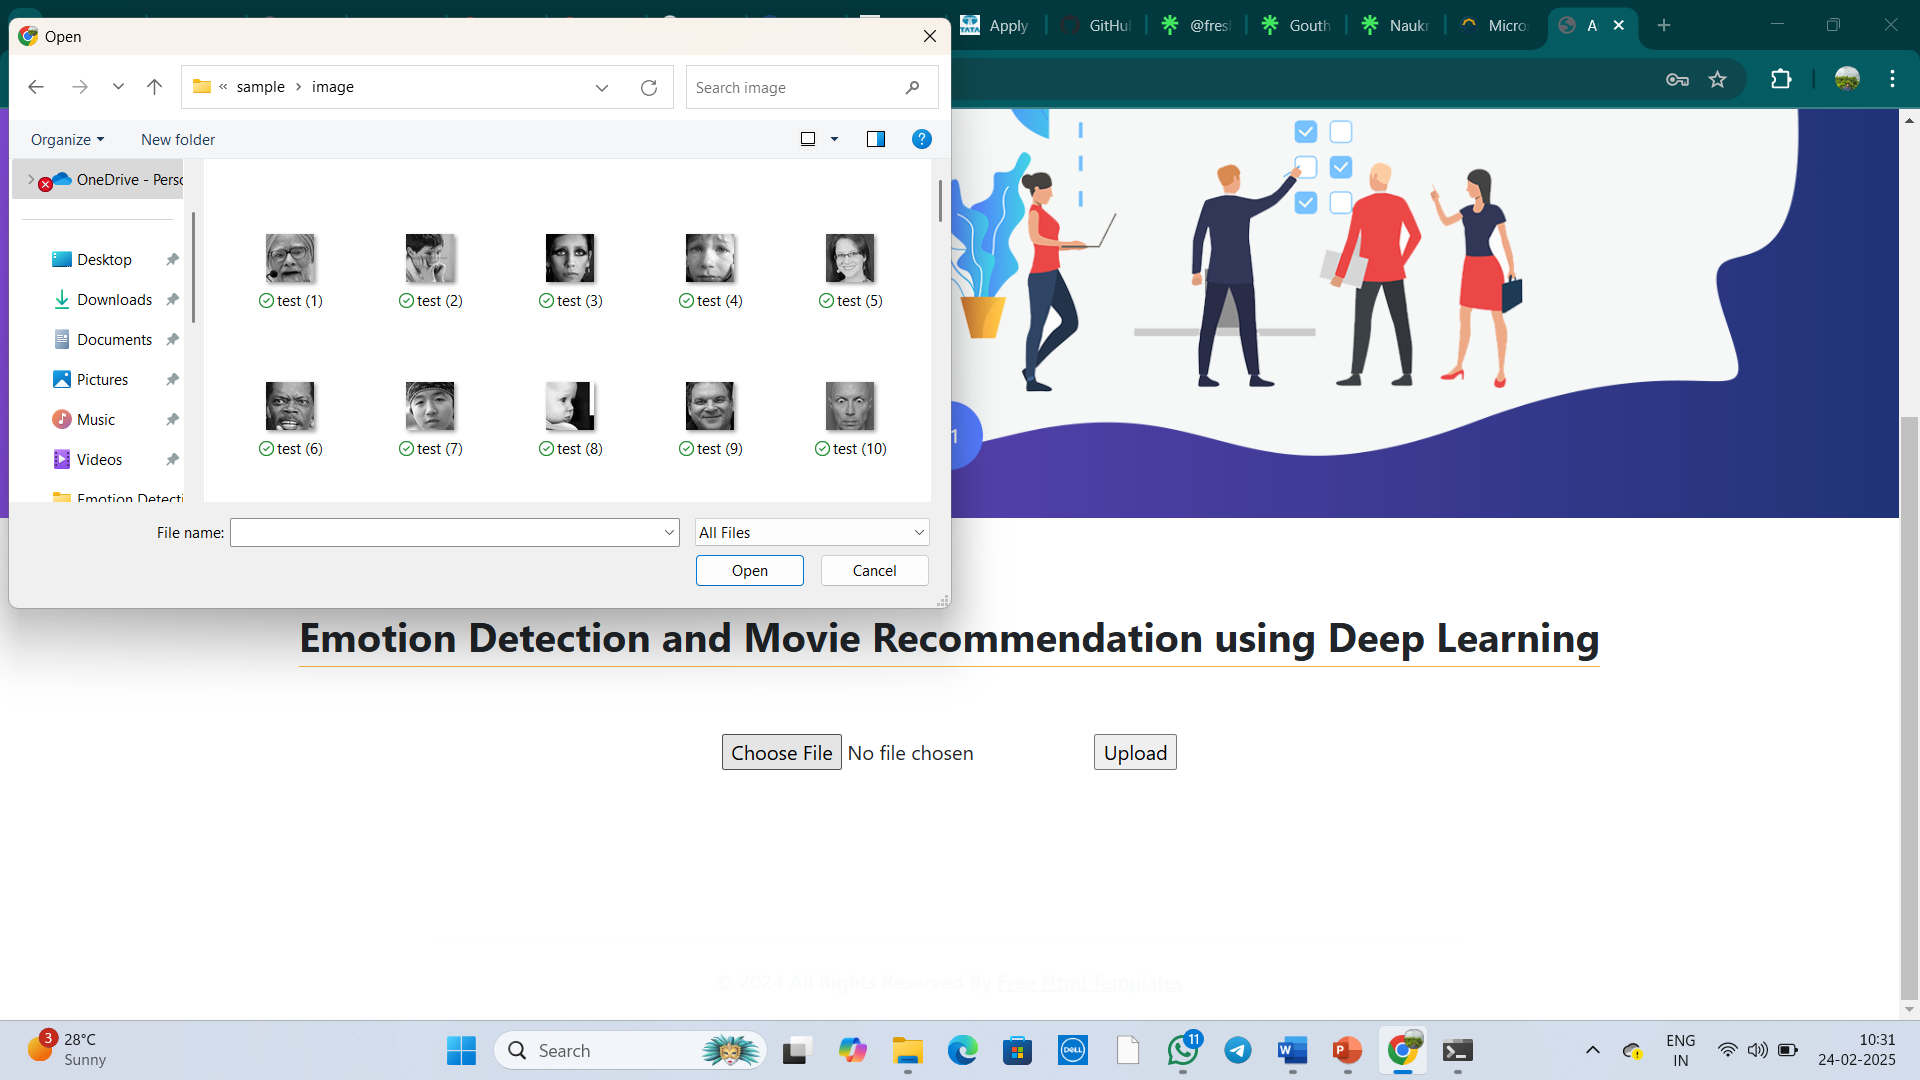 Open
Apply
GitHu
@fresh
Gouth
Naukr
Micro
A
« sample › image
Search image
Organize
New folder
OneDrive - Perso
Desktop
Downloads
Documents
Pictures
Music
Videos
Emotion Detecti
test (1)
test (2)
test (3)
test (4)
test (5)
test (6)
test (7)
test (8)
test (9)
test (10)
File name:
All Files
Open
Cancel
1
Emotion Detection and Movie Recommendation using Deep Learning
Choose File No file chosen
Upload
© 2024 All Rights Reserved By Free Html Templates
3
28°C
Sunny
Search
DELL
11
ENG
IN
10:31
24-02-2025